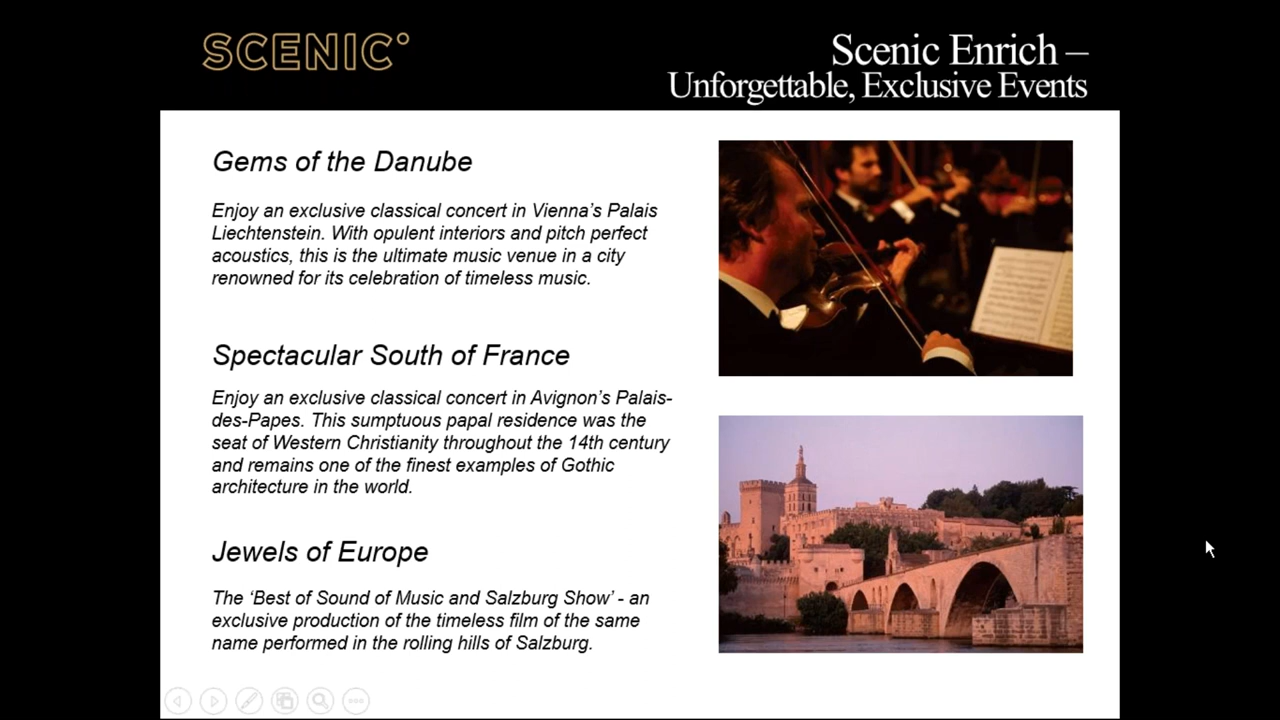 SCENIC°
Scenic Enrich –
Unforgettable, Exclusive Events
Gems of the Danube
Enjoy an exclusive classical concert in Vienna’s Palais
Liechtenstein. With opulent interiors and pitch perfect
acoustics, this is the ultimate music venue in a city
renowned for its celebration of timeless music.
Spectacular South of France
Enjoy an exclusive classical concert in Avignon’s Palais-
des-Papes. This sumptuous papal residence was the
seat of Western Christianity throughout the 14th century
and remains one of the finest examples of Gothic
architecture in the world.
Jewels of Europe
The ‘Best of Sound of Music and Salzburg Show’ - an
exclusive production of the timeless film of the same
name performed in the rolling hills of Salzburg.